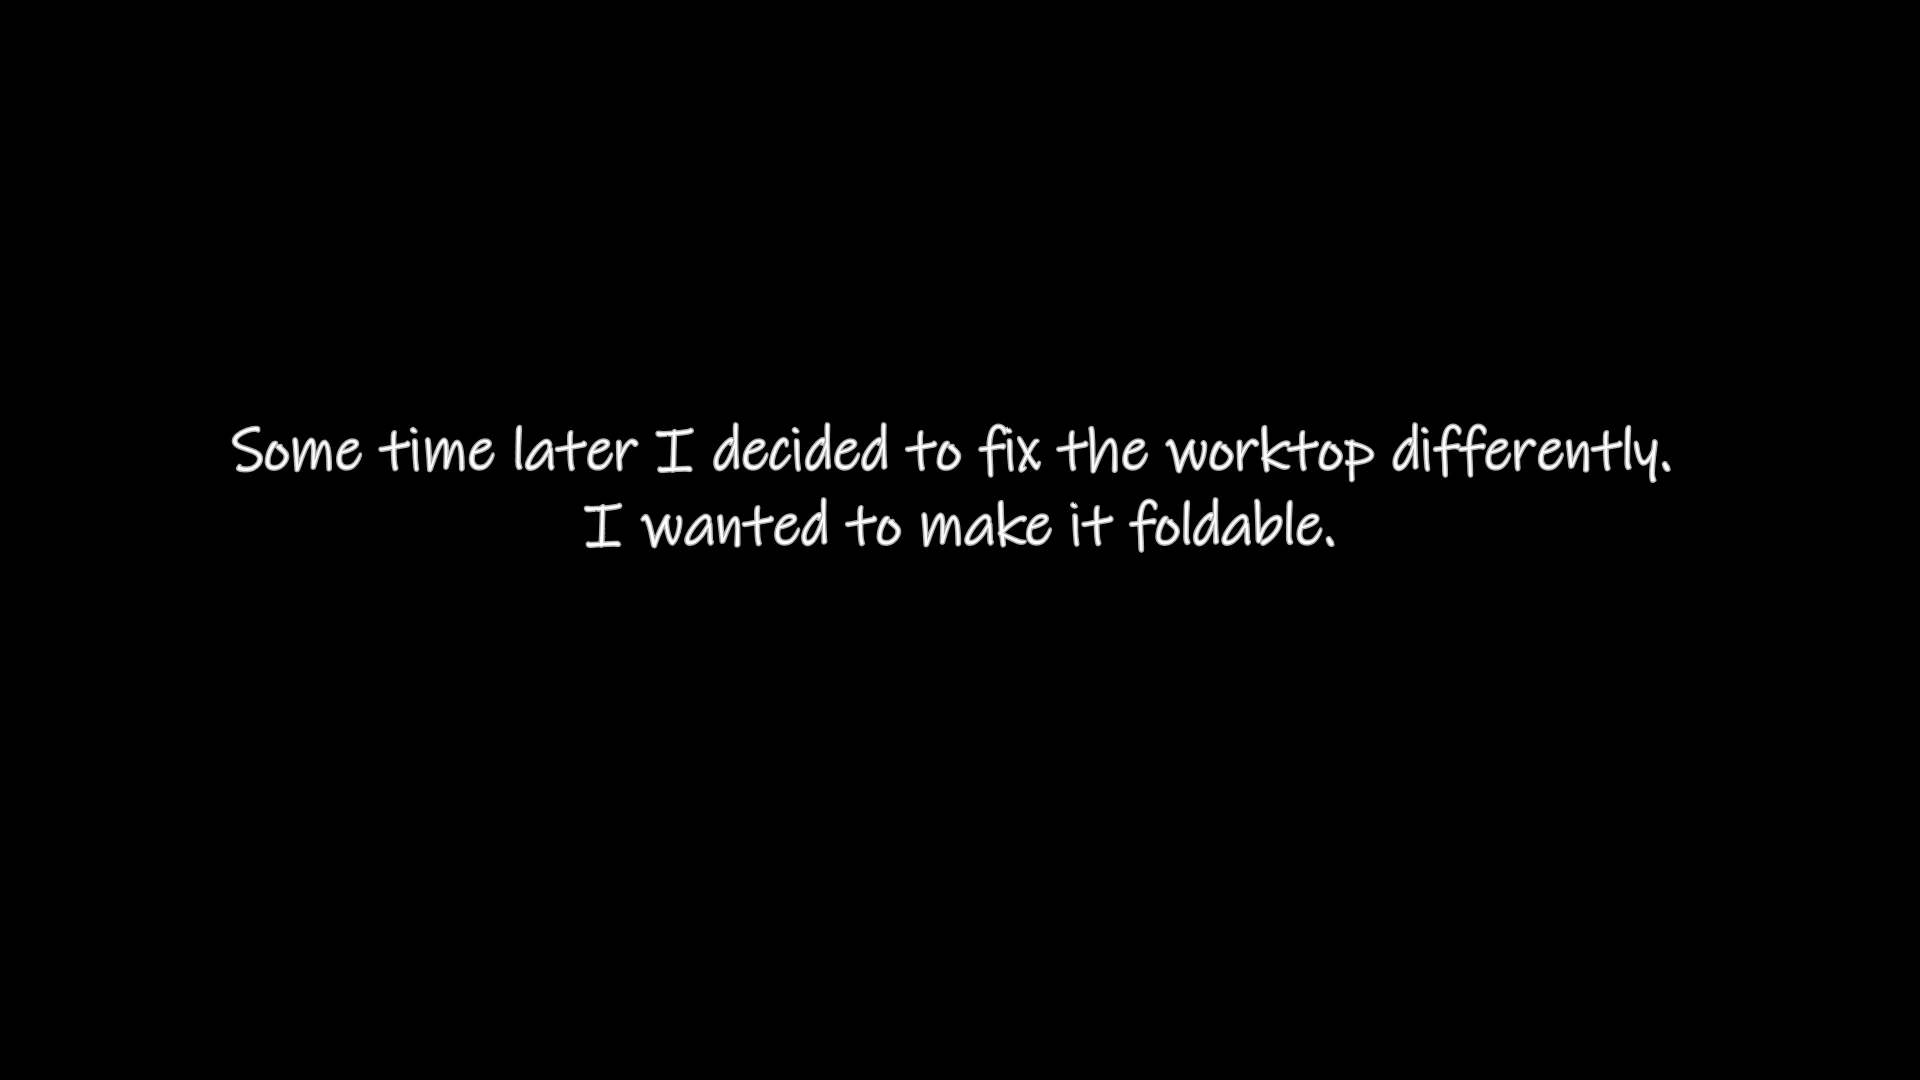 Some time later I decided to fix the worktop differently.
I wanted to make it foldable.